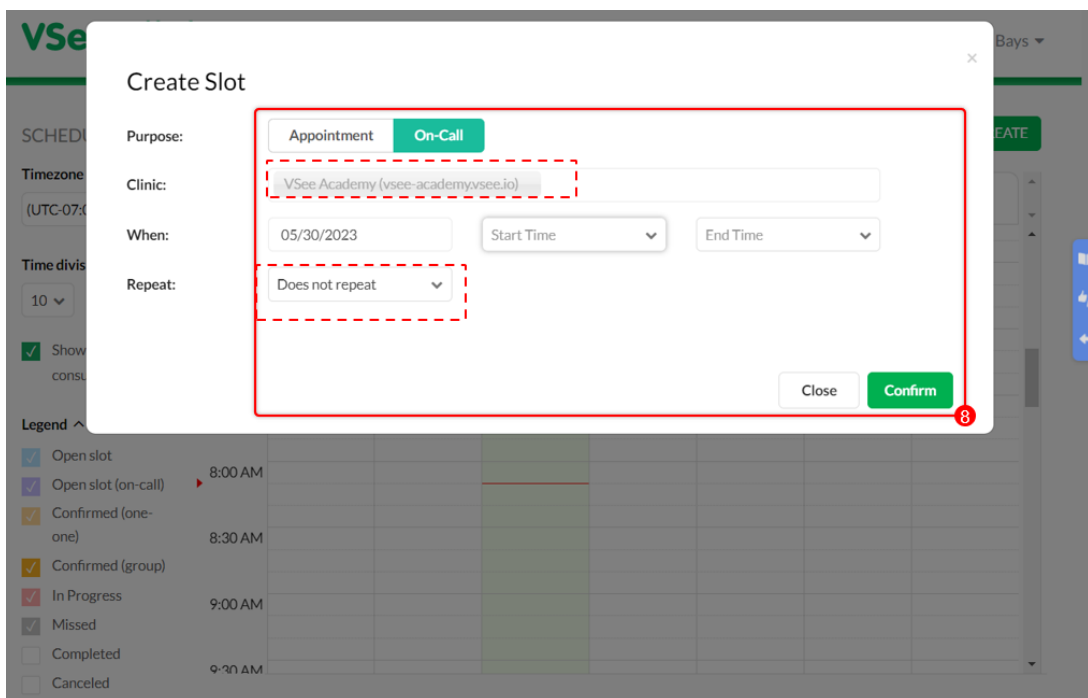 VSe
Bays
×
Create Slot
SCHEDU
Purpose:
Appointment
On-Call
EATE
Timezone
Clinic:
VSee Academy (vsee-academy.vsee.io)
(UTC-07:0
When:
05/30/2023
Start Time
End Time
Time divis
Repeat:
Does not repeat
10
Show
consu
Close
Confirm
8
Legend
Open slot
8:00 AM
Open slot (on-call)
Confirmed (one-
one)
8:30 AM
Confirmed (group)
In Progress
9:00 AM
Missed
Completed
9:30 AM
Canceled